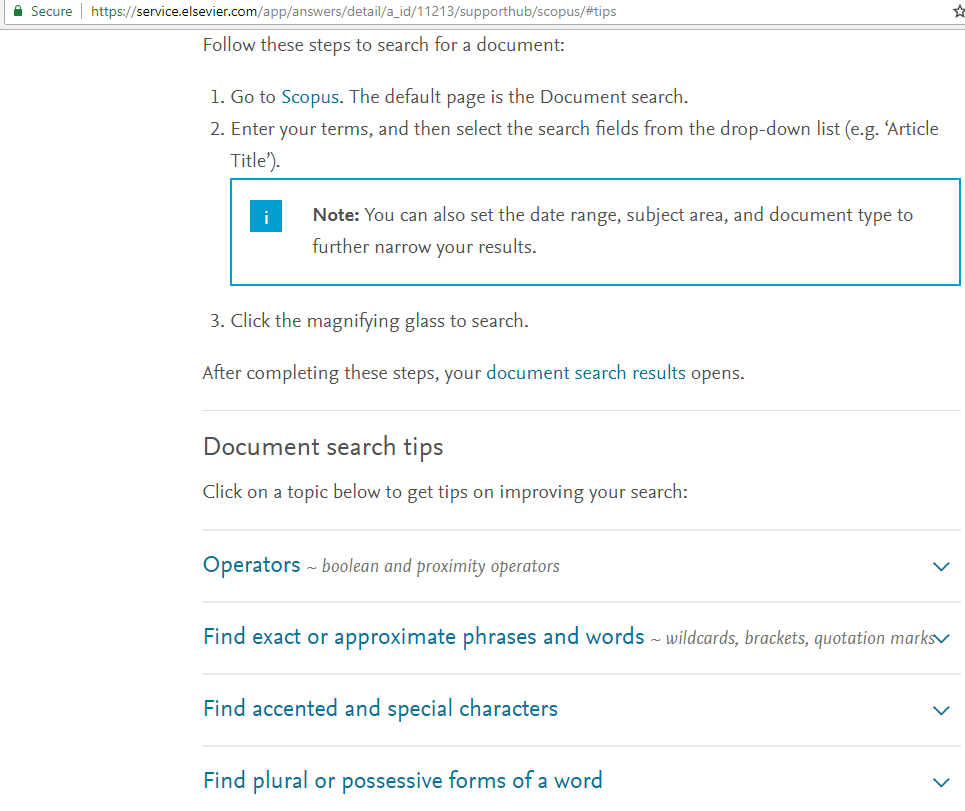 Secure | https://service.elsevier.com/app/answers/detail/a_id/11213/supporthub/scopus/#tips
Follow these steps to search for a document:
1. Go to Scopus. The default page is the Document search.
2. Enter your terms, and then select the search fields from the drop-down list (e.g. ‘Article
Title’).
i
Note: You can also set the date range, subject area, and document type to
further narrow your results.
3. Click the magnifying glass to search.
After completing these steps, your document search results opens.
Document search tips
Click on a topic below to get tips on improving your search:
Operators ~ boolean and proximity operators
Find exact or approximate phrases and words ~ wildcards, brackets, quotation marks
Find accented and special characters
Find plural or possessive forms of a word